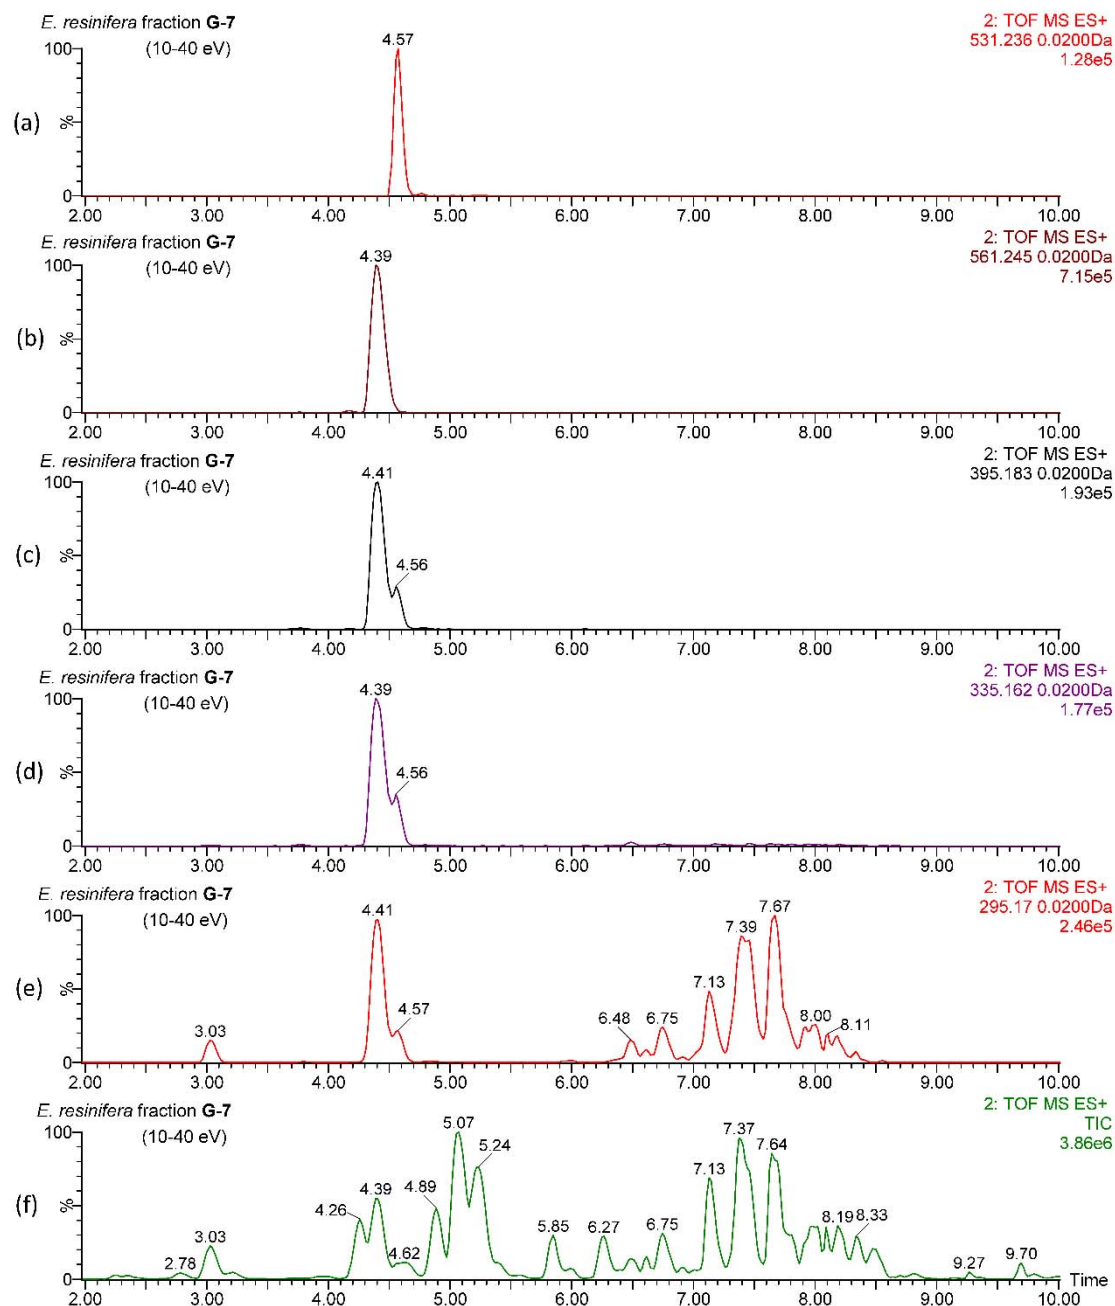 E. resinifera fraction G-7
(10-40 eV)
2: TOF MS ES+
531.236 0.0200Da
1.28e5
4.57
100
(a)
%
0
2.00 3.00 4.00 5.00 6.00 7.00 8.00 9.00 10.00
E. resinifera fraction G-7
(10-40 eV)
2: TOF MS ES+
561.245 0.0200Da
7.15e5
4.39
100
(b)
%
0
2.00 3.00 4.00 5.00 6.00 7.00 8.00 9.00 10.00
E. resinifera fraction G-7
(10-40 eV)
2: TOF MS ES+
395.183 0.0200Da
1.93e5
4.41
100
4.56
(c)
%
0
2.00 3.00 4.00 5.00 6.00 7.00 8.00 9.00 10.00
E. resinifera fraction G-7
(10-40 eV)
2: TOF MS ES+
335.162 0.0200Da
1.77e5
4.39
100
4.56
(d)
%
0
2.00 3.00 4.00 5.00 6.00 7.00 8.00 9.00 10.00
E. resinifera fraction G-7
(10-40 eV)
2: TOF MS ES+
295.17 0.0200Da
2.46e5
100
4.41 7.39 7.67
7.13
3.03 4.57 6.48 6.75 8.00 8.11
(e)
%
0
2.00 3.00 4.00 5.00 6.00 7.00 8.00 9.00 10.00
E. resinifera fraction G-7
(10-40 eV)
2: TOF MS ES+
TIC
3.86e6
100
5.07 5.24 7.37 7.64
4.26 4.39 4.89 7.13
2.78 3.03 4.62 5.85 6.27 6.75 8.19 8.33 9.27 9.70
(f)
%
0
Time
2.00 3.00 4.00 5.00 6.00 7.00 8.00 9.00 10.00